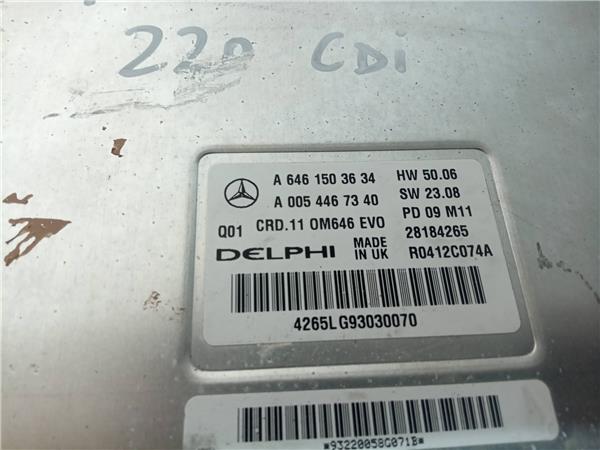 220 CDi
A 646 150 36 34 HW 50.06
A 005 446 73 40 SW 23.08
Q01 CRD.11 OM646 EVO PD 09 M11
DELPHI MADE IN UK 28184265
R0412C074A
4265LG93030070
*93220058G071B*